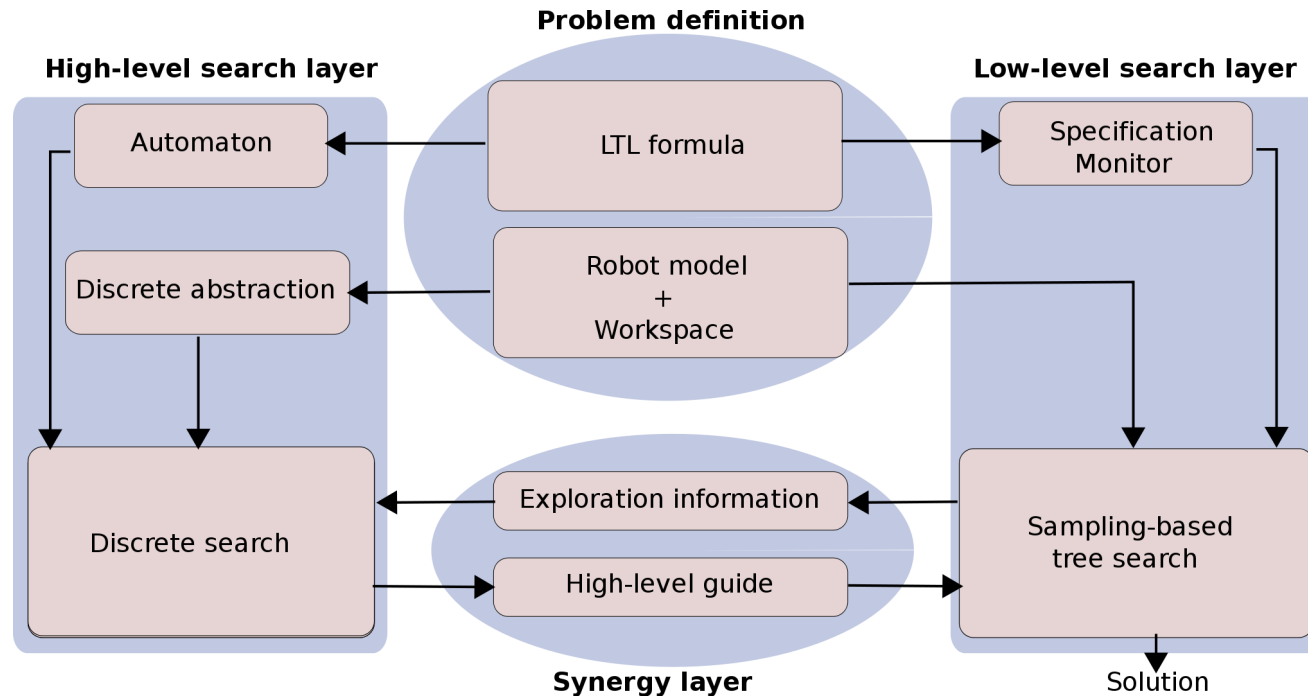 Problem definition
High-level search layer
Low-level search layer
Automaton
LTL formula
Specification
Monitor
Discrete abstraction
Robot model
+
Workspace
Exploration information
Discrete search
Sampling-based
tree search
High-level guide
Synergy layer
Solution